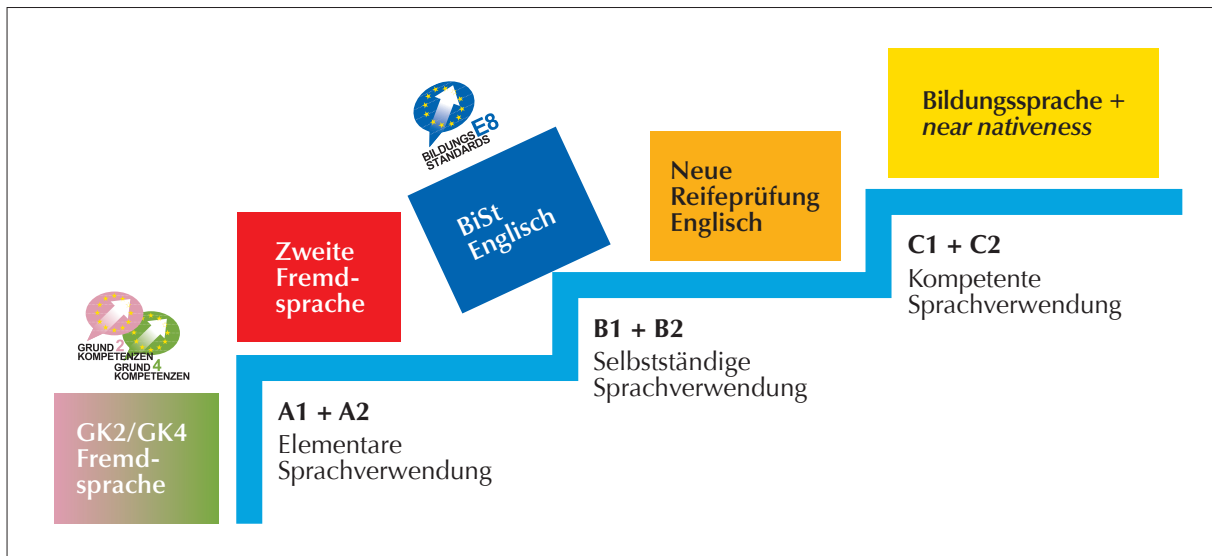 GRUND 2
KOMPETENZEN
GRUND 4
KOMPETENZEN
GK2/GK4
Fremd-
sprache
Zweite
Fremd-
sprache
A1 + A2
Elementare
Sprachverwendung
BILDUNGS E8
STANDARDS
BiSt
Englisch
B1 + B2
Selbstständige
Sprachverwendung
Neue
Reifeprüfung
Englisch
C1 + C2
Kompetente
Sprachverwendung
Bildungssprache +
near nativeness